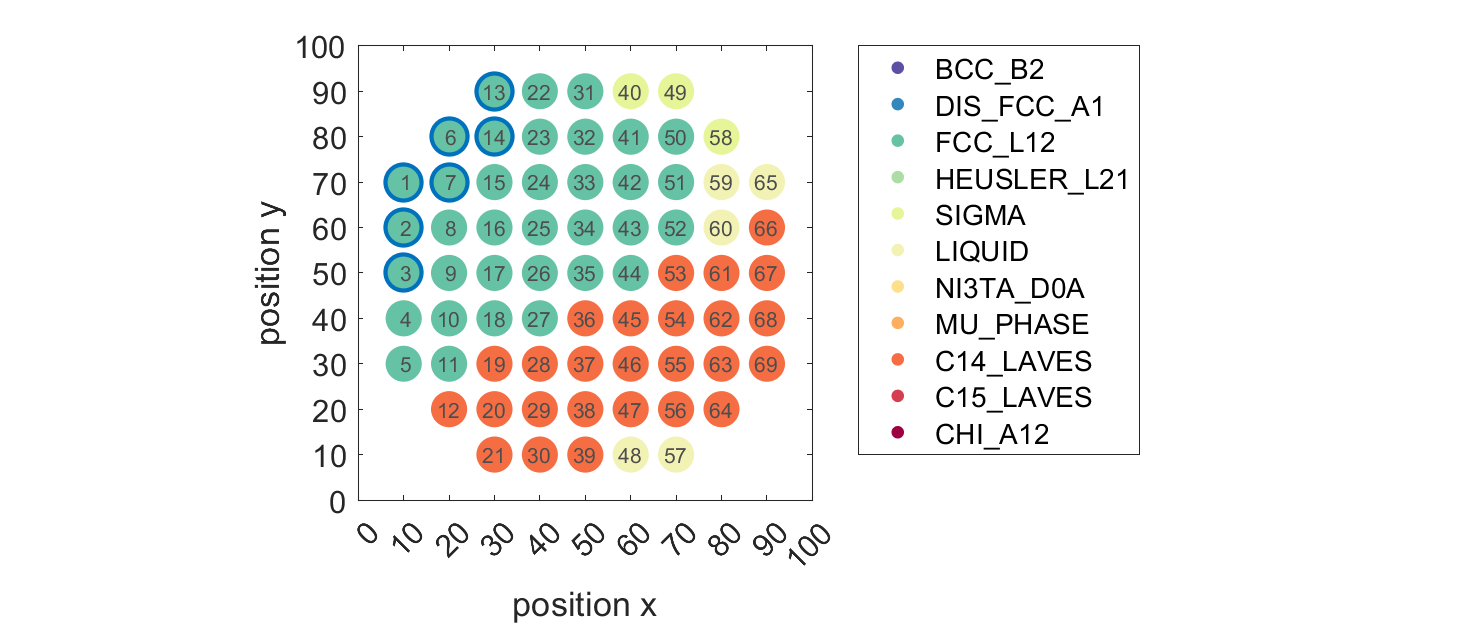 100
90
80
70
60
50
40
30
20
10
0
position y
13 22 31 40 49
6 14 23 32 41 50 58
1 7 15 24 33 42 51 59 65
2 8 16 25 34 43 52 60 66
3 9 17 26 35 44 53 61 67
4 10 18 27 36 45 54 62 68
5 11 19 28 37 46 55 63 69
12 20 29 38 47 56 64
21 30 39 48 57
0 10 20 30 40 50 60 70 80 90 100
position x
BCC_B2
DIS_FCC_A1
FCC_L12
HEUSLER_L21
SIGMA
LIQUID
NI3TA_D0A
MU_PHASE
C14_LAVES
C15_LAVES
CHI_A12